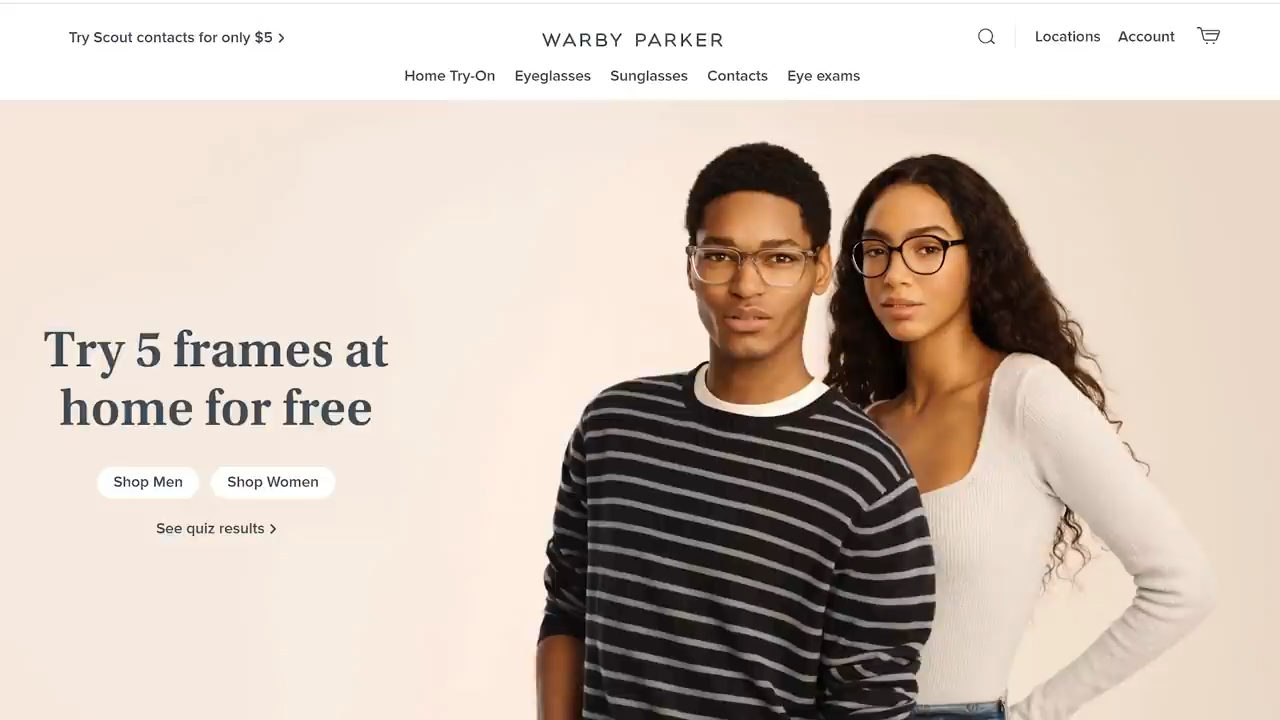 Try Scout contacts for only $5
WARBY PARKER
Locations
Account
Home Try-On
Eyeglasses
Sunglasses
Contacts
Eye exams
Try 5 frames at
home for free
Shop Men
Shop Women
See quiz results